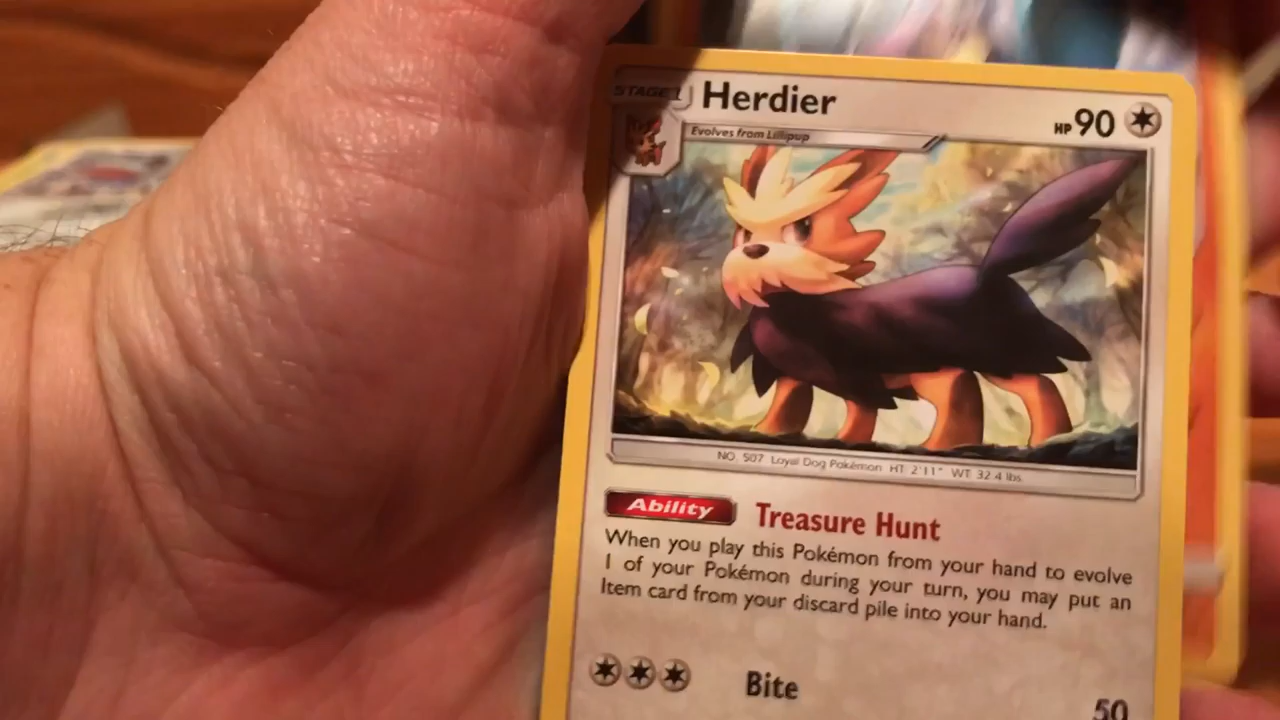 STAGE 1
Herdier
HP 90
Evolves from Lillipup
NO. 507 Loyal Dog Pokémon HT: 2'11" WT: 32.4 lbs.
Ability Treasure Hunt
When you play this Pokémon from your hand to evolve
1 of your Pokémon during your turn, you may put an
Item card from your discard pile into your hand.
Bite
50